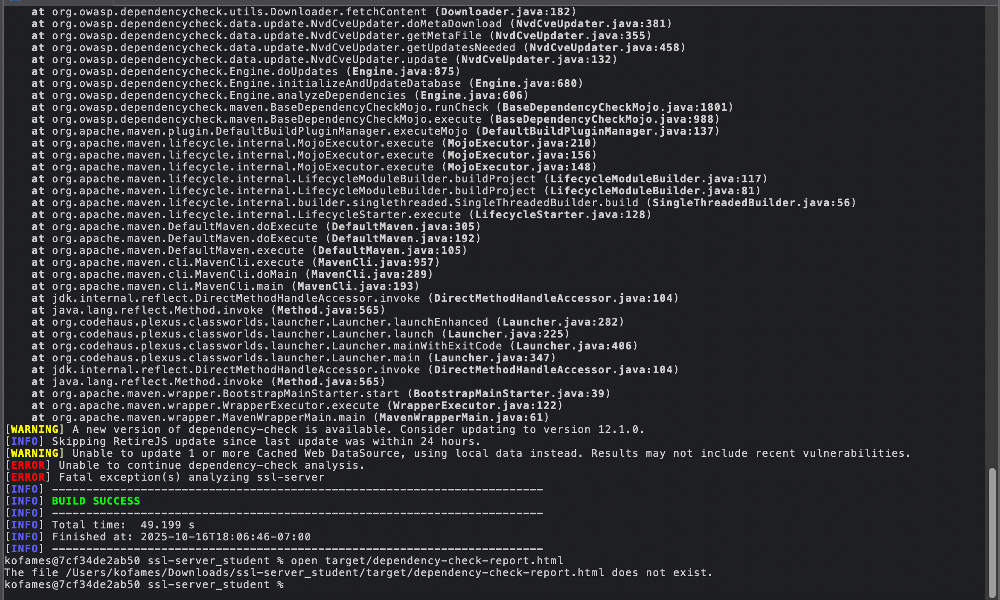 at org.owasp.dependencycheck.utils.Downloader.fetchContent (Downloader.java:182)
at org.owasp.dependencycheck.data.update.NvdCveUpdater.doMetaDownload (NvdCveUpdater.java:381)
at org.owasp.dependencycheck.data.update.NvdCveUpdater.getMetaFile (NvdCveUpdater.java:355)
at org.owasp.dependencycheck.data.update.NvdCveUpdater.getUpdatesNeeded (NvdCveUpdater.java:458)
at org.owasp.dependencycheck.data.update.NvdCveUpdater.update (NvdCveUpdater.java:132)
at org.owasp.dependencycheck.Engine.doUpdates (Engine.java:875)
at org.owasp.dependencycheck.Engine.initializeAndUpdateDatabase (Engine.java:680)
at org.owasp.dependencycheck.Engine.analyzeDependencies (Engine.java:606)
at org.owasp.dependencycheck.maven.BaseDependencyCheckMojo.runCheck (BaseDependencyCheckMojo.java:1801)
at org.owasp.dependencycheck.maven.BaseDependencyCheckMojo.execute (BaseDependencyCheckMojo.java:988)
at org.apache.maven.plugin.DefaultBuildPluginManager.executeMojo (DefaultBuildPluginManager.java:137)
at org.apache.maven.lifecycle.internal.MojoExecutor.execute (MojoExecutor.java:210)
at org.apache.maven.lifecycle.internal.MojoExecutor.execute (MojoExecutor.java:156)
at org.apache.maven.lifecycle.internal.MojoExecutor.execute (MojoExecutor.java:148)
at org.apache.maven.lifecycle.internal.LifecycleModuleBuilder.buildProject (LifecycleModuleBuilder.java:117)
at org.apache.maven.lifecycle.internal.LifecycleModuleBuilder.buildProject (LifecycleModuleBuilder.java:81)
at org.apache.maven.lifecycle.internal.builder.singlethreaded.SingleThreadedBuilder.build (SingleThreadedBuilder.java:56)
at org.apache.maven.lifecycle.internal.LifecycleStarter.execute (LifecycleStarter.java:128)
at org.apache.maven.DefaultMaven.doExecute (DefaultMaven.java:305)
at org.apache.maven.DefaultMaven.doExecute (DefaultMaven.java:192)
at org.apache.maven.DefaultMaven.execute (DefaultMaven.java:105)
at org.apache.maven.cli.MavenCli.execute (MavenCli.java:957)
at org.apache.maven.cli.MavenCli.doMain (MavenCli.java:289)
at org.apache.maven.cli.MavenCli.main (MavenCli.java:193)
at jdk.internal.reflect.DirectMethodHandleAccessor.invoke (DirectMethodHandleAccessor.java:104)
at java.lang.reflect.Method.invoke (Method.java:565)
at org.codehaus.plexus.classworlds.launcher.Launcher.launchEnhanced (Launcher.java:282)
at org.codehaus.plexus.classworlds.launcher.Launcher.launch (Launcher.java:225)
at org.codehaus.plexus.classworlds.launcher.Launcher.mainWithExitCode (Launcher.java:406)
at org.codehaus.plexus.classworlds.launcher.Launcher.main (Launcher.java:347)
at jdk.internal.reflect.DirectMethodHandleAccessor.invoke (DirectMethodHandleAccessor.java:104)
at java.lang.reflect.Method.invoke (Method.java:565)
at org.apache.maven.wrapper.BootstrapMainStarter.start (BootstrapMainStarter.java:39)
at org.apache.maven.wrapper.WrapperExecutor.execute (WrapperExecutor.java:122)
at org.apache.maven.wrapper.MavenWrapperMain.main (MavenWrapperMain.java:61)
[WARNING] A new version of dependency-check is available. Consider updating to version 12.1.0.
[INFO] Skipping RetireJS update since last update was within 24 hours.
[WARNING] Unable to update 1 or more Cached Web DataSource, using local data instead. Results may not include recent vulnerabilities.
[ERROR] Unable to continue dependency-check analysis.
[ERROR] Fatal exception(s) analyzing ssl-server
[INFO] ------------------------------------------------------------------------
[INFO] BUILD SUCCESS
[INFO] ------------------------------------------------------------------------
[INFO] Total time:  49.199 s
[INFO] Finished at: 2025-10-16T18:06:46-07:00
[INFO] ------------------------------------------------------------------------
kofames@7cf34de2ab50 ssl-server_student % open target/dependency-check-report.html
The file /Users/kofames/Downloads/ssl-server_student/target/dependency-check-report.html does not exist.
kofames@7cf34de2ab50 ssl-server_student %